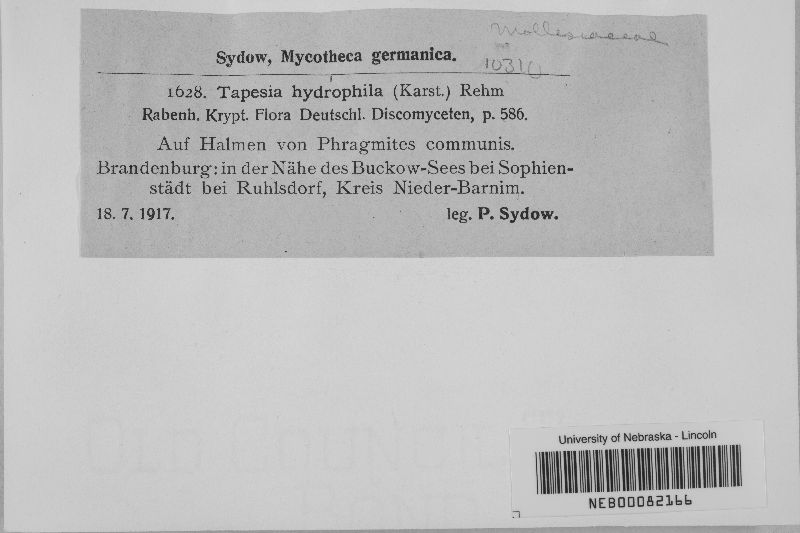 Mollisiaceae
Sydow, Mycotheca germanica.
10310
1628. Tapesia hydrophila (Karst.) Rehm
Rabenh. Krypt. Flora Deutschl. Discomyceten, p. 586.
Auf Halmen von Phragmites communis.
Brandenburg: in der Nähe des Buckow-Sees bei Sophien-
städt bei Ruhlsdorf, Kreis Nieder-Barnim.
18. 7. 1917. leg. P. Sydow.
University of Nebraska - Lincoln
NEB00082166